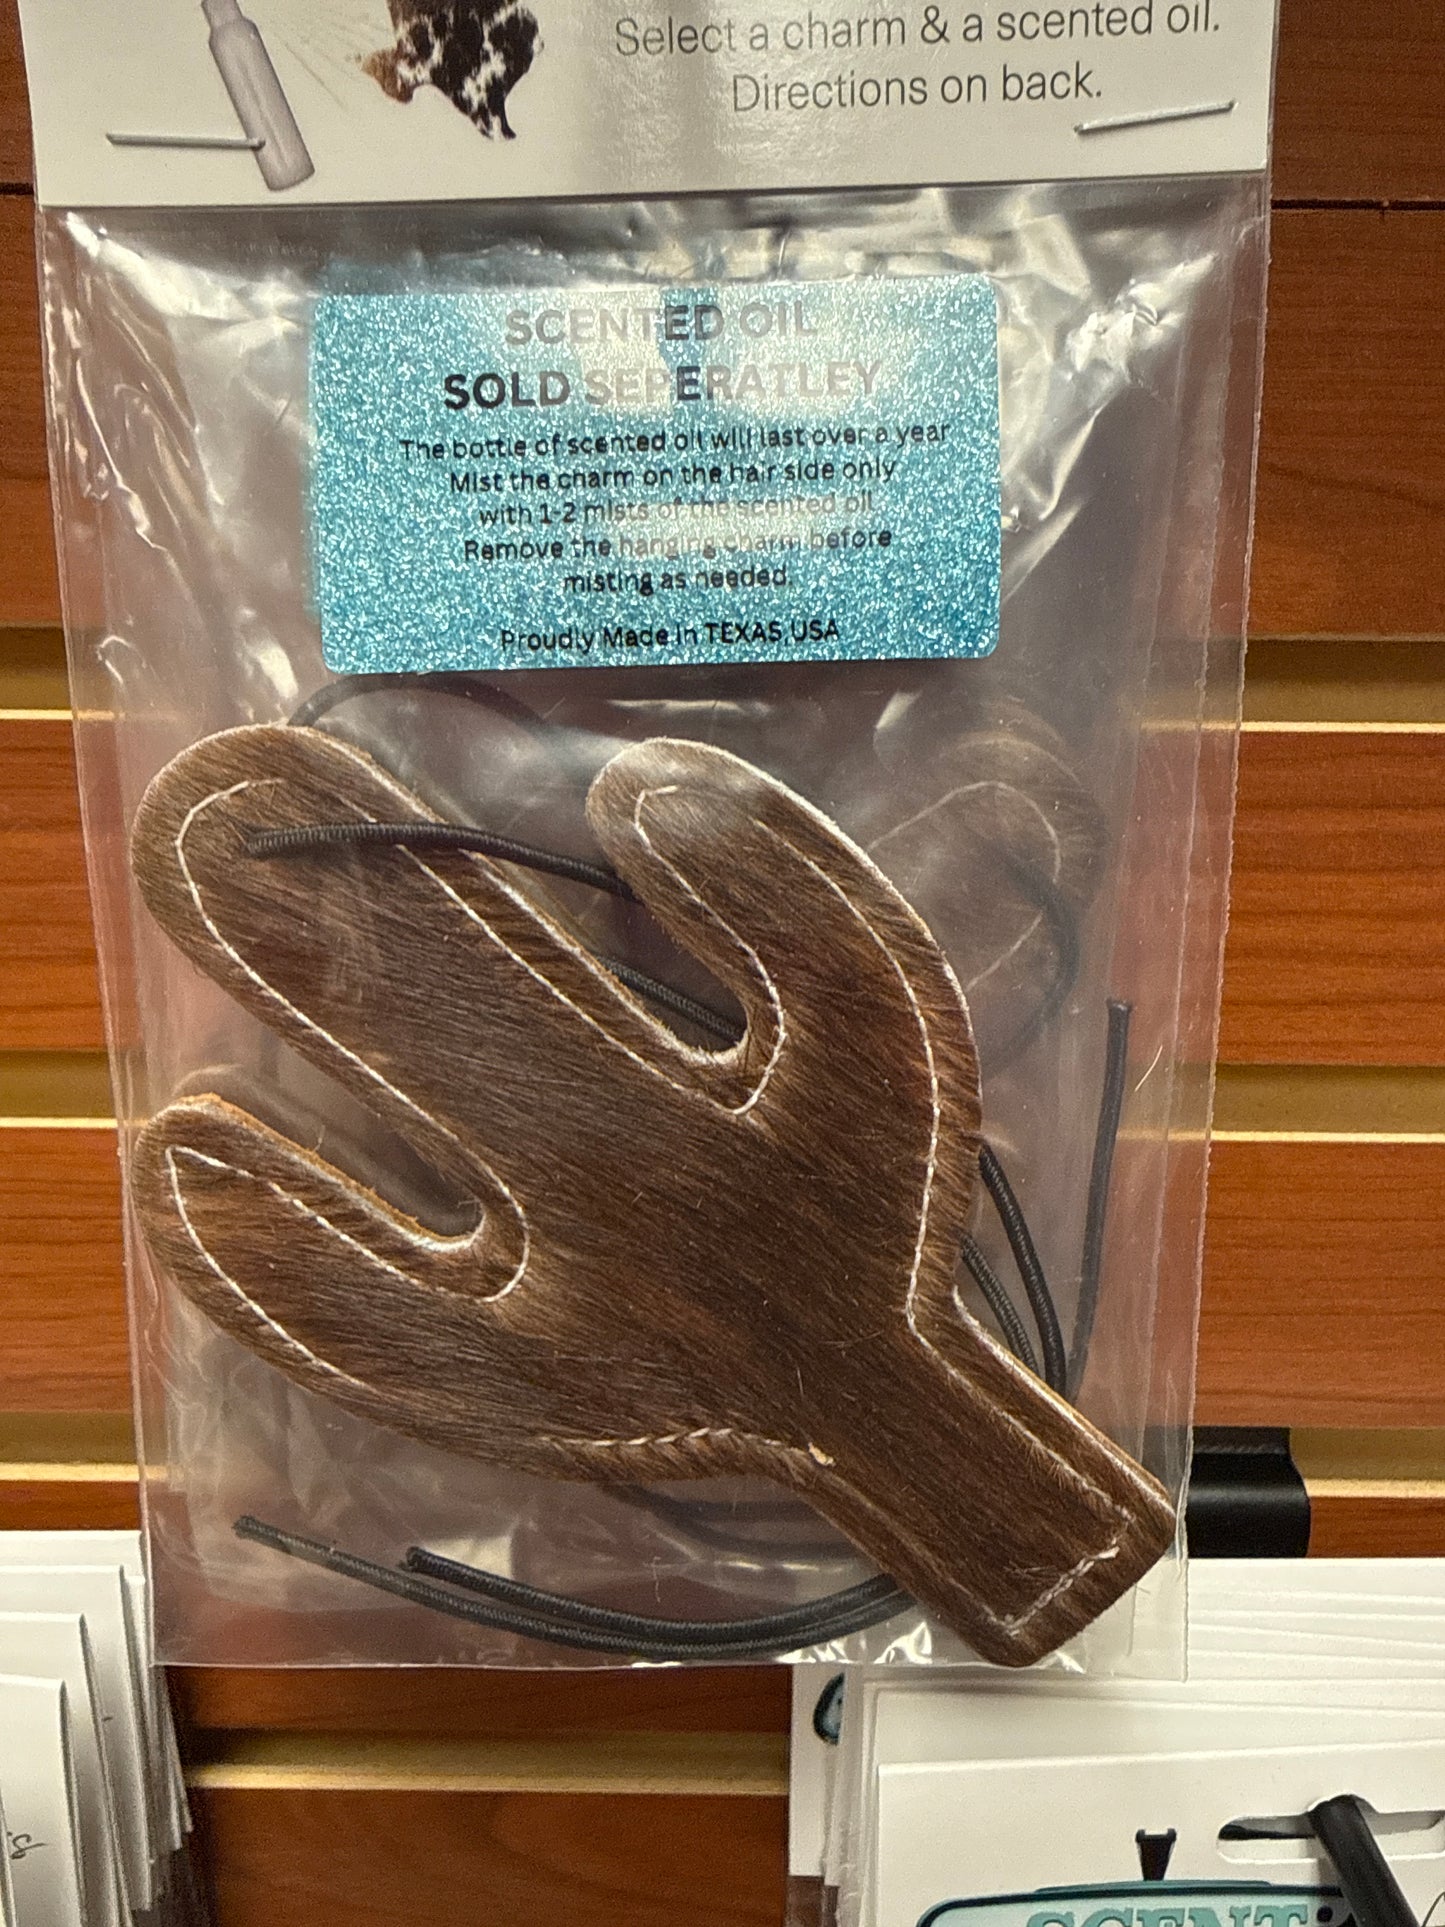 Select a charm & a scented oil.
Directions on back.
SCENTED OIL
SOLD SEPERATLEY
The bottle of scented oil will last over a year
Mist the charm on the hair side only
with 1-2 mists of the scented oil
Remove the hanging charm before
misting as needed.
Proudly Made in TEXAS,USA
SCENT